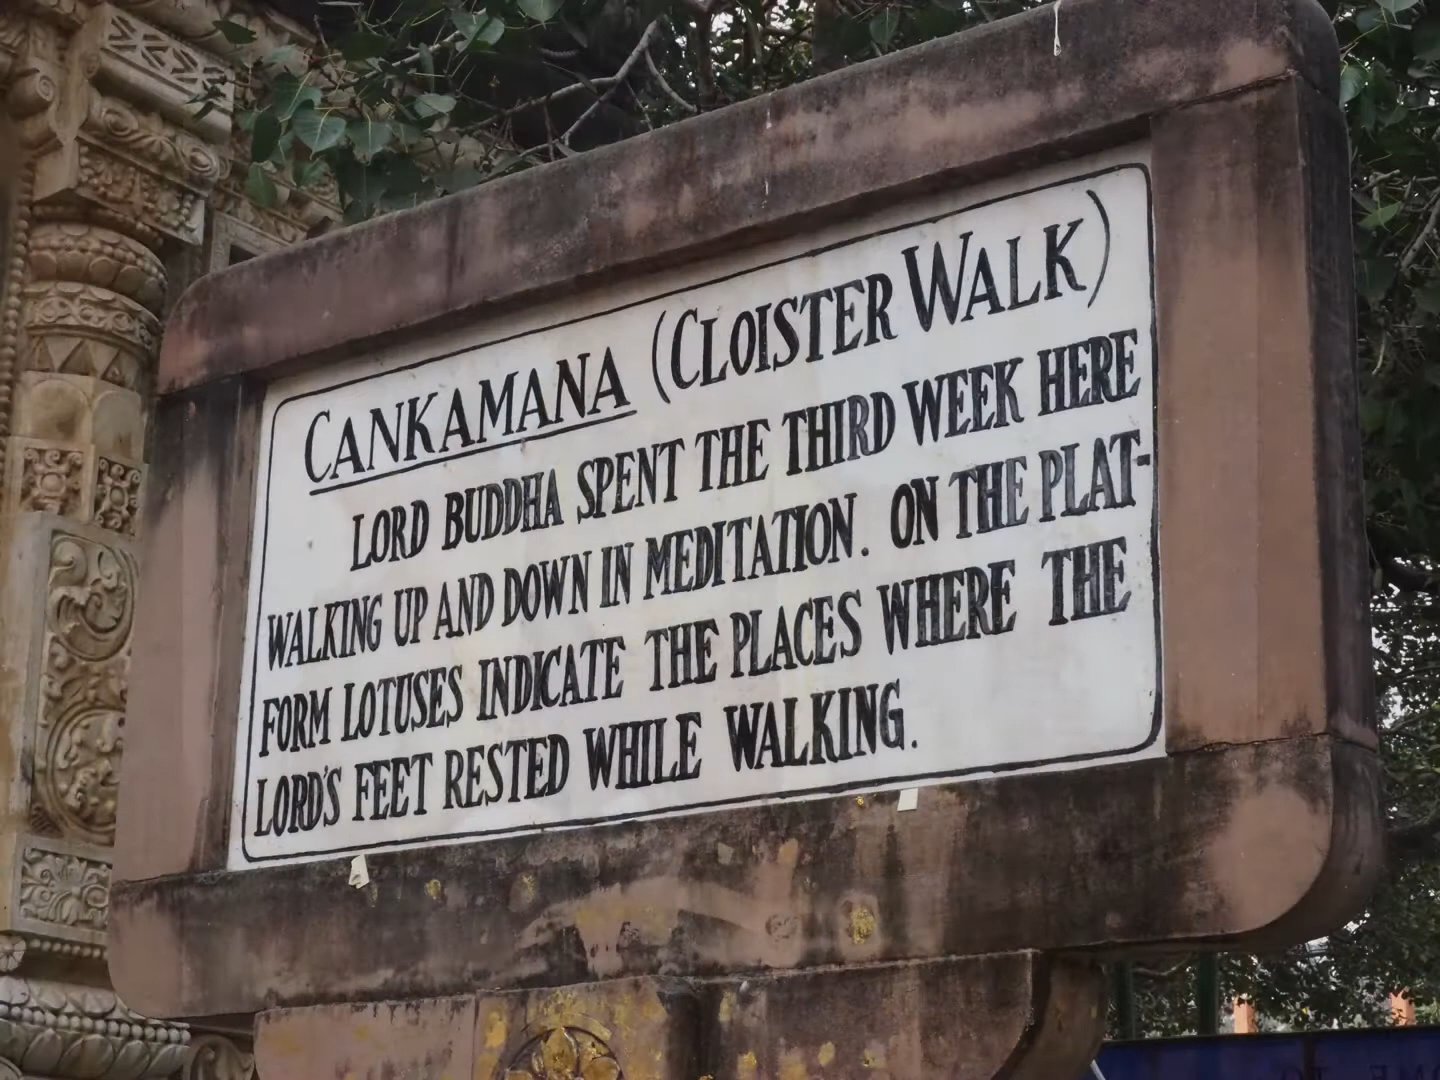 CANKAMANA (CLOISTER WALK)
LORD BUDDHA SPENT THE THIRD WEEK HERE
WALKING UP AND DOWN IN MEDITATION. ON THE PLAT-
FORM LOTUSES INDICATE THE PLACES WHERE THE
LORD'S FEET RESTED WHILE WALKING.